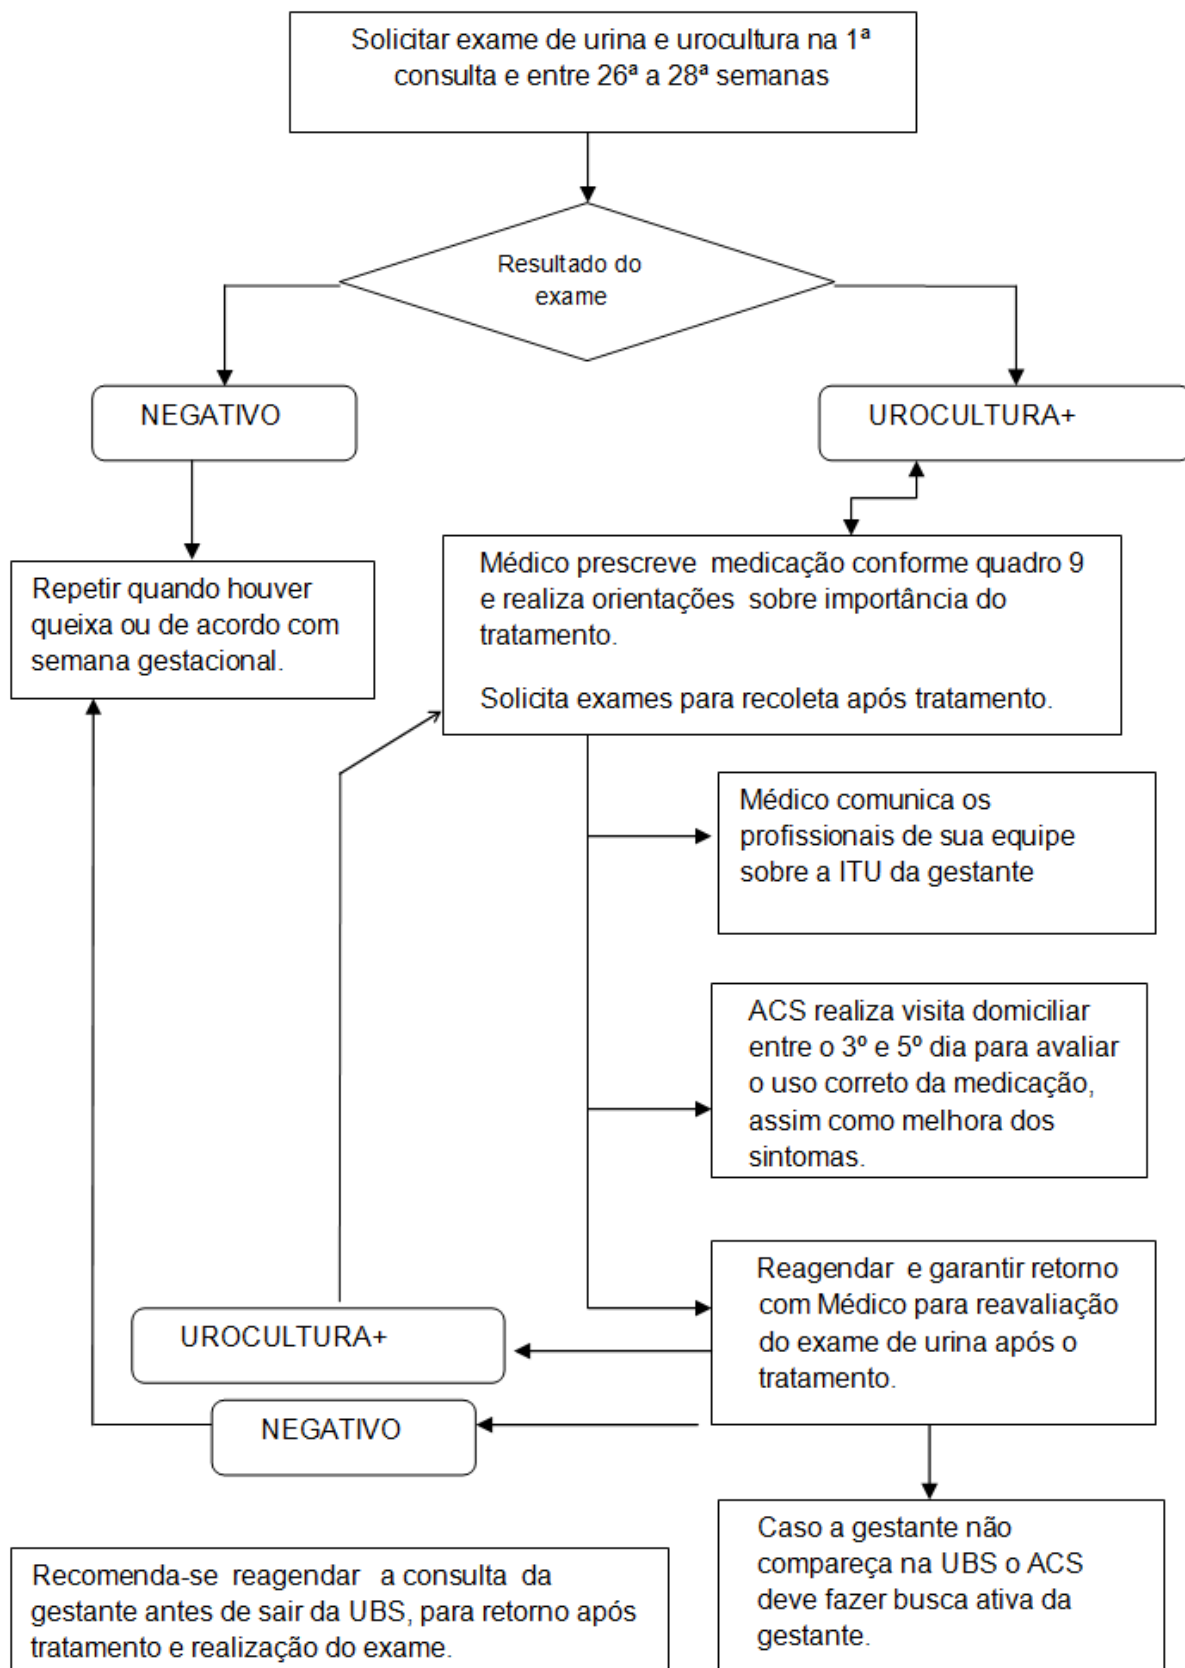 Solicitar exame de urina e urocultura na 1ª
consulta e entre 26ª a 28ª semanas
Resultado do
exame
NEGATIVO
UROCULTURA+
Repetir quando houver
queixa ou de acordo com
semana gestacional.
Médico prescreve medicação conforme quadro 9
e realiza orientações sobre importância do
tratamento.
Solicita exames para recoleta após tratamento.
Médico comunica os
profissionais de sua equipe
sobre a ITU da gestante
ACS realiza visita domiciliar
entre o 3º e 5º dia para avaliar
o uso correto da medicação,
assim como melhora dos
sintomas.
Reagendar e garantir retorno
com Médico para reavaliação
do exame de urina após o
tratamento.
UROCULTURA+
NEGATIVO
Caso a gestante não
compareça na UBS o ACS
deve fazer busca ativa da
gestante.
Recomenda-se reagendar a consulta da
gestante antes de sair da UBS, para retorno após
tratamento e realização do exame.